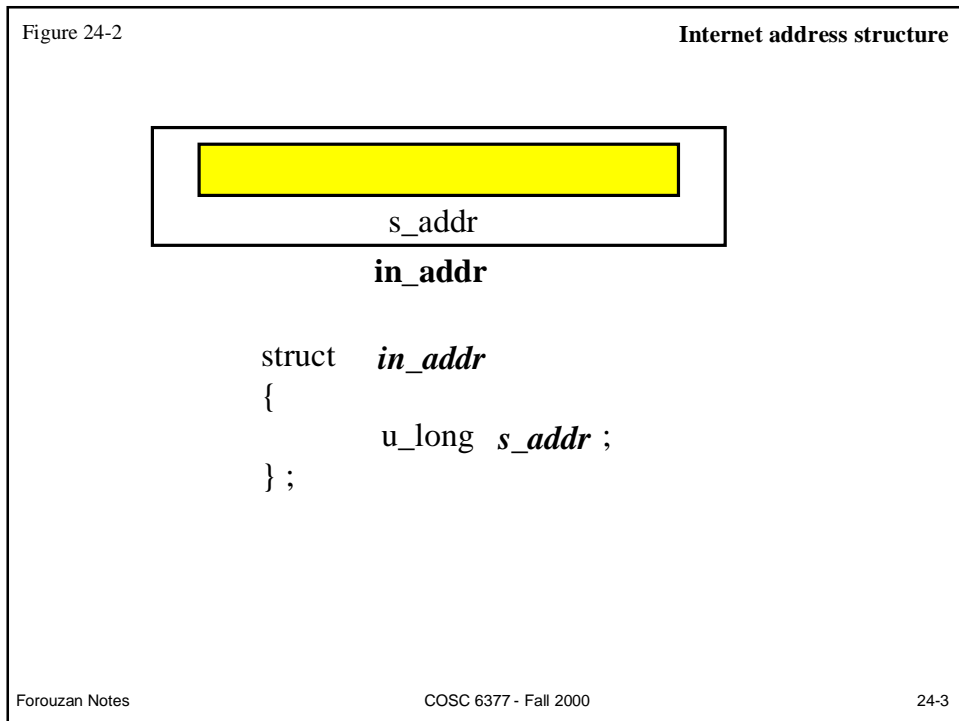 Figure 24-2 Internet address structure
s_addr
in_addr
struct in_addr
{
u_long s_addr ;
} ;
Forouzan Notes COSC 6377 - Fall 2000 24-3